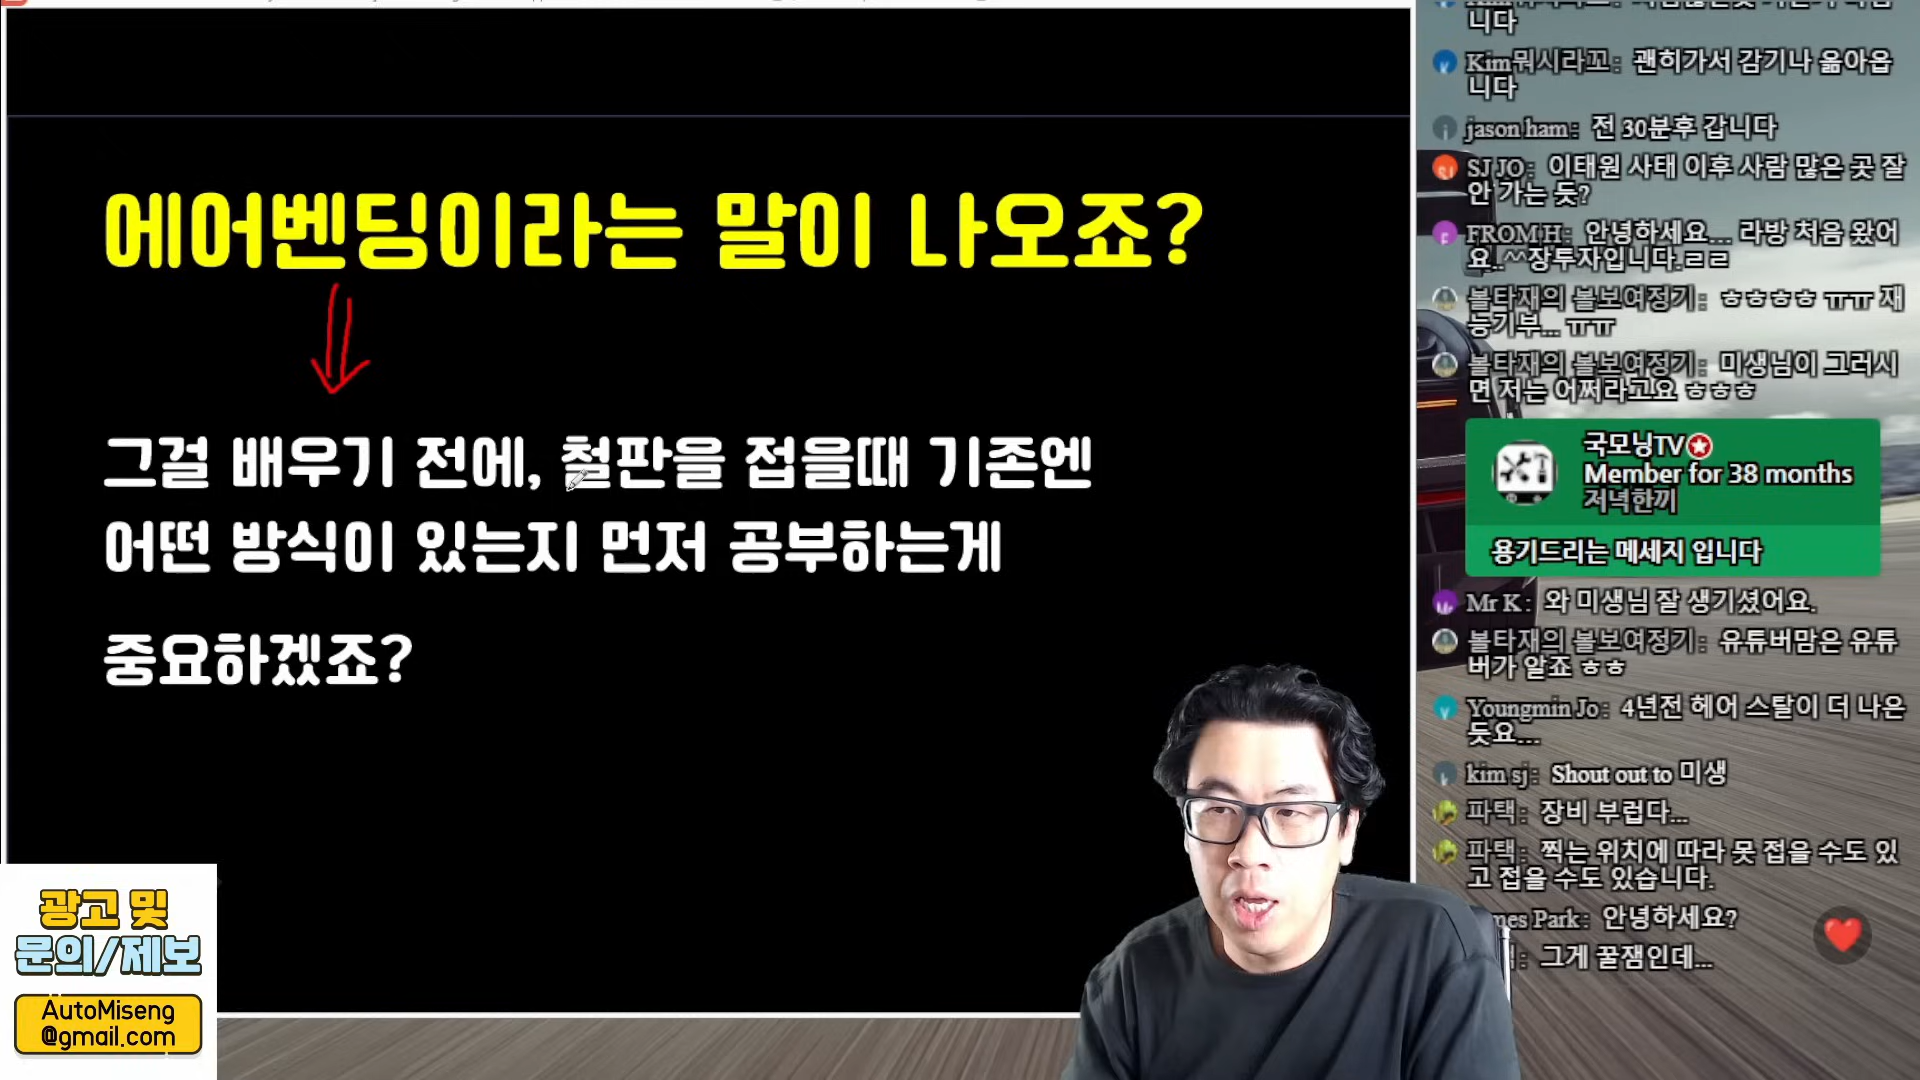 에어벤딩이라는 말이 나오죠?
그걸 배우기 전에, 철판을 접을때 기존엔
어떤 방식이 있는지 먼저 공부하는게
중요하겠죠?
광고 및
문의/제보
AutoMiseng
@gmail.com
니다
Kim뭐시라꼬: 괜히가서 감기나 옮아옵
니다
jason ham: 전 30분후 갑니다
SJ JO: 이태원 사태 이후 사람 많은 곳 잘
안 가는 듯?
FROM H: 안녕하세요... 라방 처음 왔어
요..^^장투자입니다.ㄹㄹ
볼타재의 볼보여정기: ㅎㅎㅎㅎ ㅠㅠ 재
능기부... ㅠㅠ
볼타재의 볼보여정기: 미생님이 그러시
면 저는 어쩌라고요 ㅎㅎㅎ
국모닝TV
Member for 38 months
저녁한끼
용기드리는 메세지 입니다
Mr K: 와 미생님 잘 생기셨어요.
볼타재의 볼보여정기: 유튜버맘은 유튜
버가 알죠 ㅎㅎ
Youngmin Jo: 4년전 헤어 스탈이 더 나은
듯요...
kim sj: Shout out to 미생
파택: 장비 부럽다...
파택: 찍는 위치에 따라 못 접을 수도 있
고 접을 수도 있습니다.
Park: 안녕하세요?
그게 꿀잼인데...